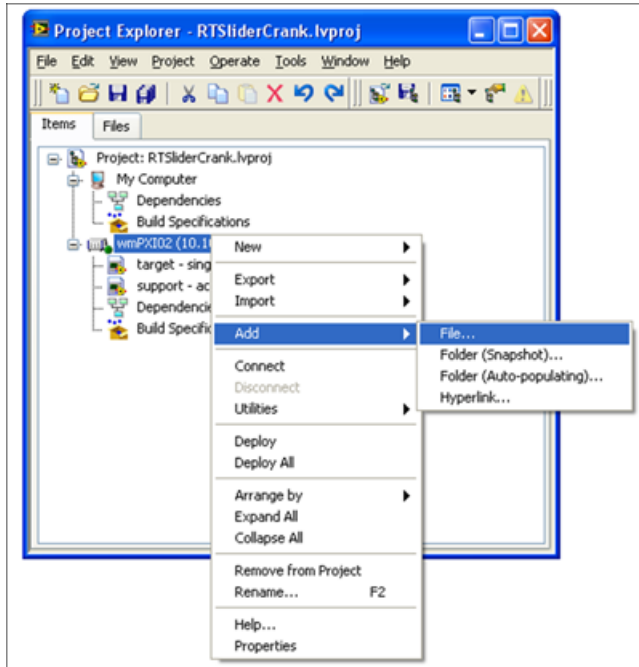 Project Explorer - RTSliderCrank.lvproj
File Edit View Project Operate Tools Window Help
Items Files
Project: RTSliderCrank.lvproj
My Computer
Dependencies
Build Specifications
wmPXI02 (10.10
target - sing
support - ac
Dependencie
Build Specific
New
Export
Import
Add
Connect
Disconnect
Utilities
Deploy
Deploy All
Arrange by
Expand All
Collapse All
Remove from Project
Rename... F2
Help...
Properties
File...
Folder (Snapshot)...
Folder (Auto-populating)...
Hyperlink...